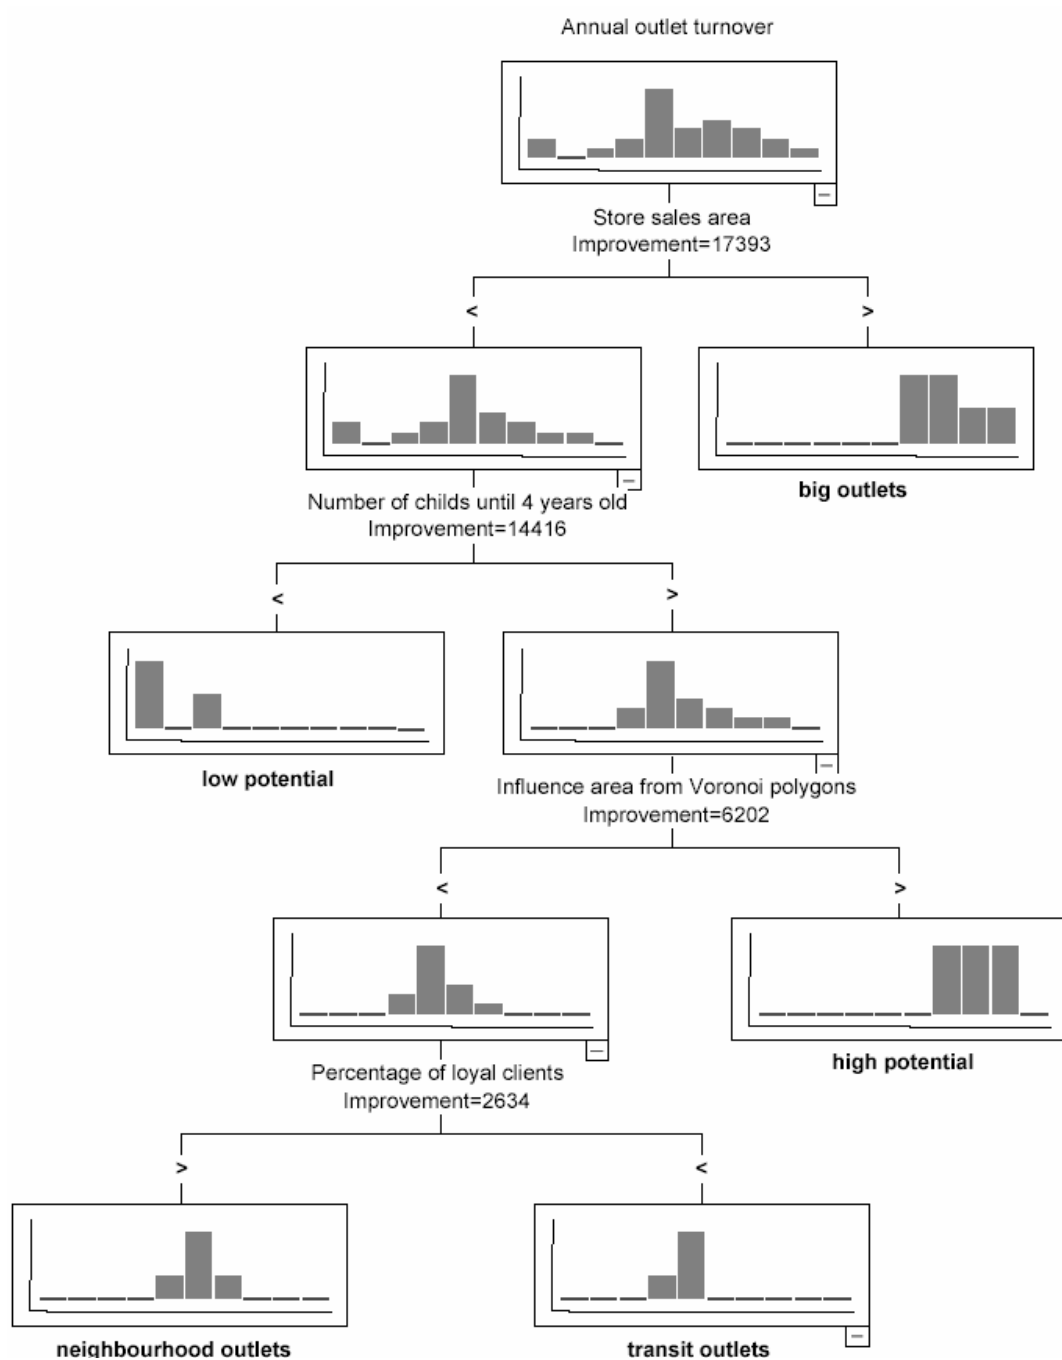 Annual outlet turnover
Store sales area
Improvement=17393
<
>
big outlets
Number of childs until 4 years old
Improvement=14416
<
>
low potential
Influence area from Voronoi polygons
Improvement=6202
<
>
high potential
Percentage of loyal clients
Improvement=2634
>
<
neighbourhood outlets
transit outlets